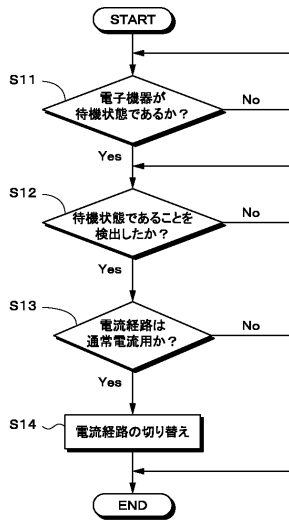 START
S11
電子機器が
待機状態であるか？
No
Yes
S12
待機状態であることを
検出したか？
No
Yes
S13
電流経路は
通常電流用か？
No
Yes
S14
電流経路の切り替え
END